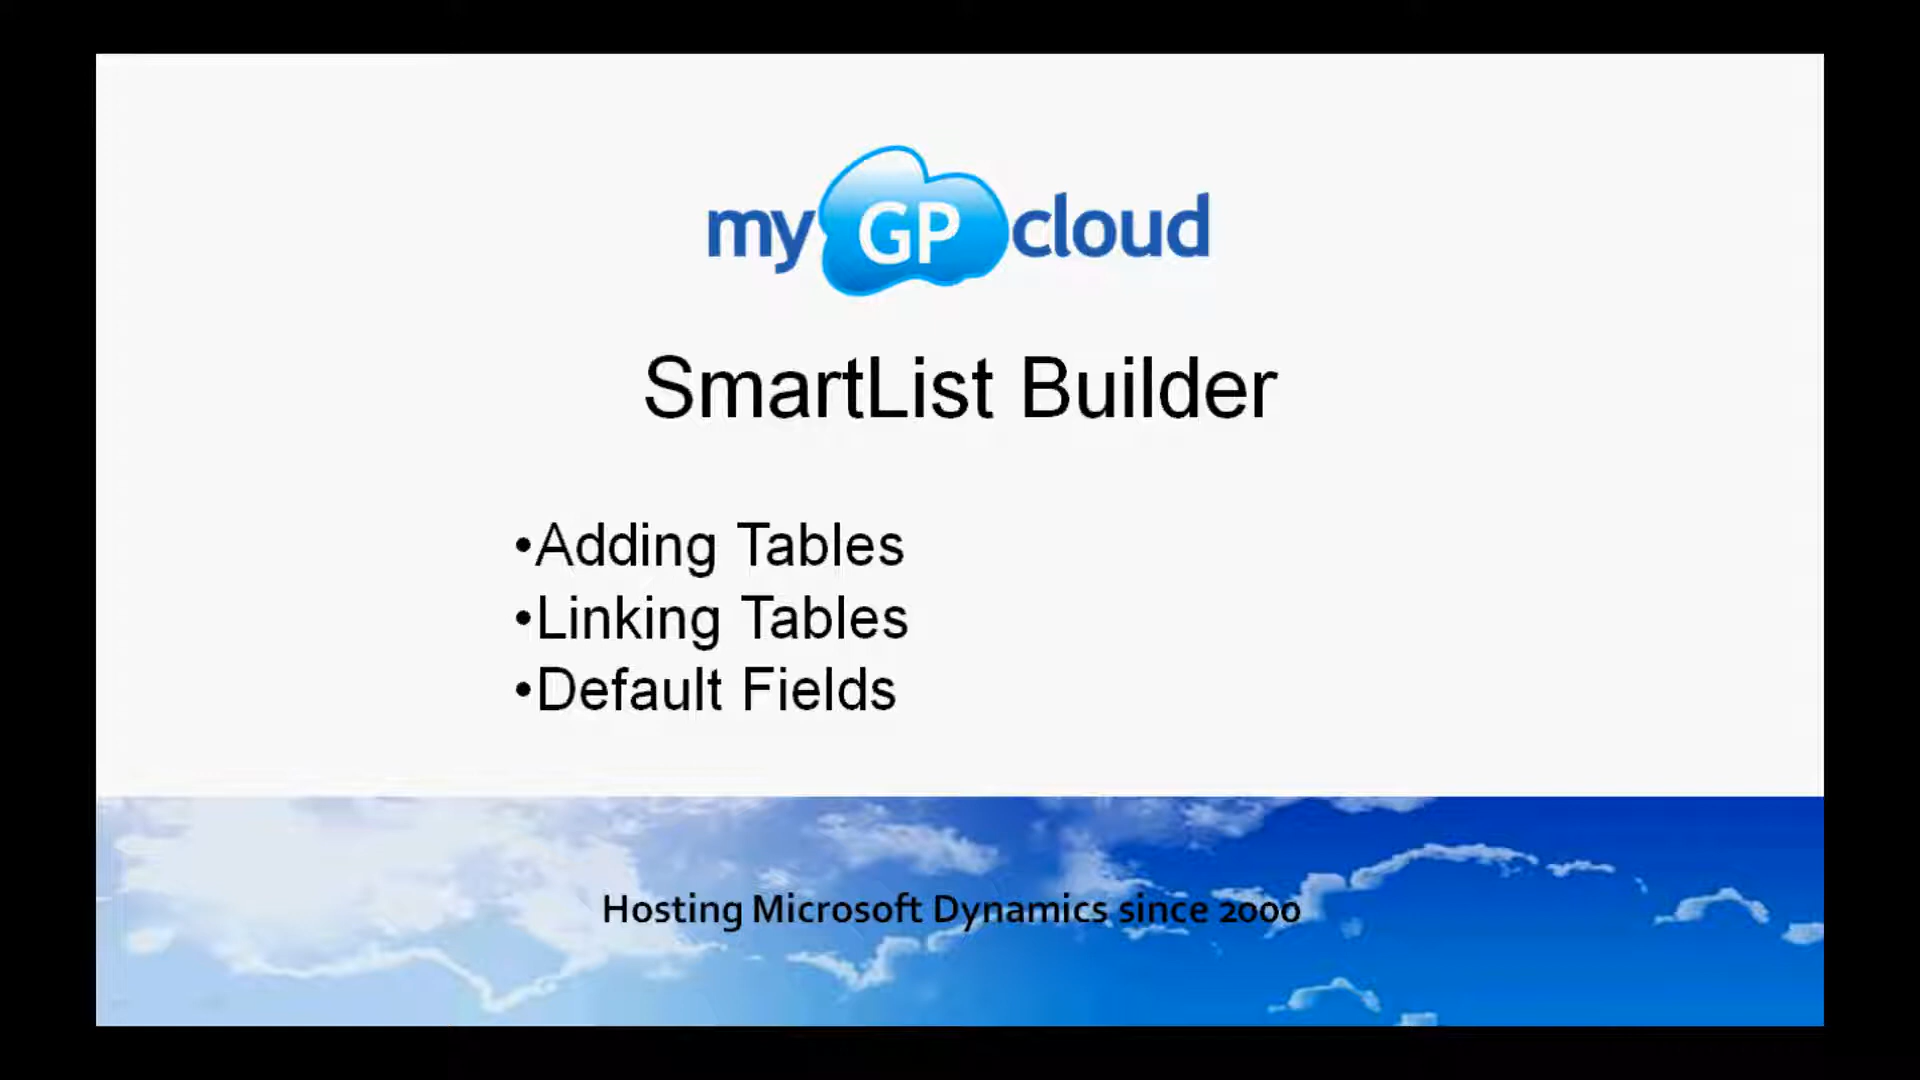 my GP cloud
SmartList Builder
•Adding Tables
•Linking Tables
•Default Fields
Hosting Microsoft Dynamics since 2000